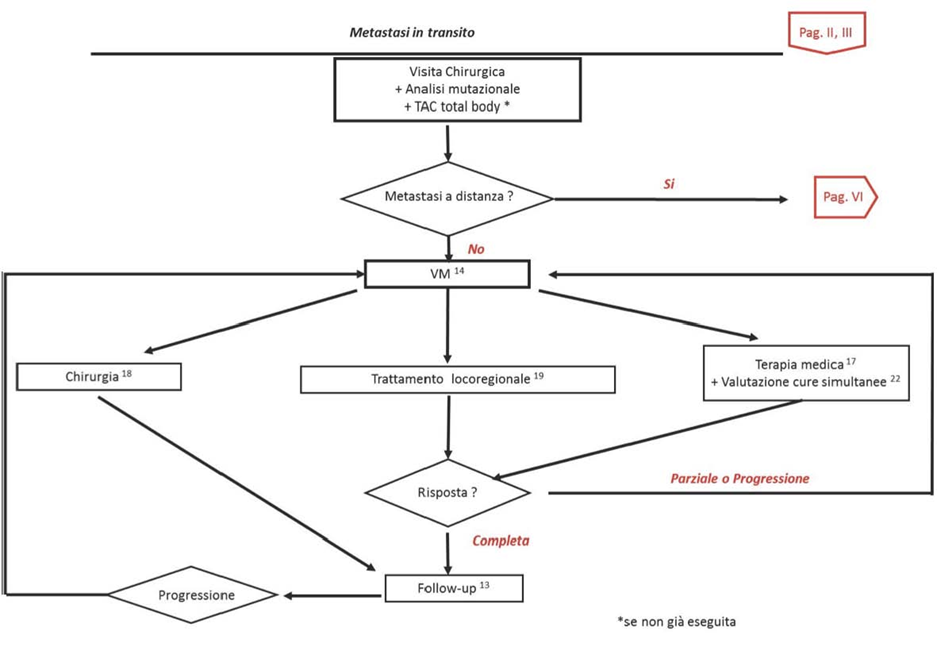 Metastasi in transito
Pag. II, III
Visita Chirurgica
+ Analisi mutazionale
+ TAC total body *
Metastasi a distanza ?
Si
Pag. VI
No
VM 14
Chirurgia 18
Trattamento locoregionale 19
Terapia medica 17
+ Valutazione cure simultanee 22
Risposta ?
Parziale o Progressione
Completa
Follow-up 13
Progressione
*se non già eseguita